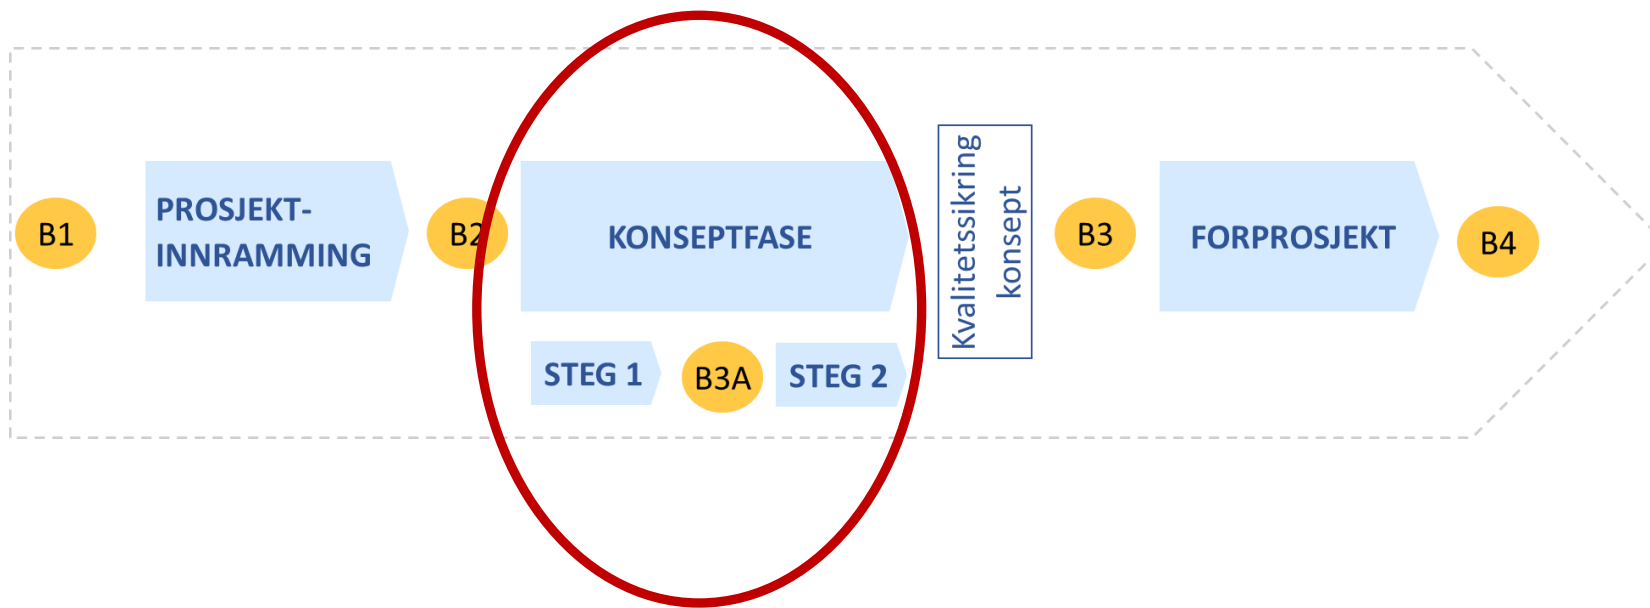 B1
PROSJEKT-
INNRAMMING
B2
KONSEPTFASE
STEG 1
B3A
STEG 2
Kvalitetssikring
konsept
B3
FORPROSJEKT
B4